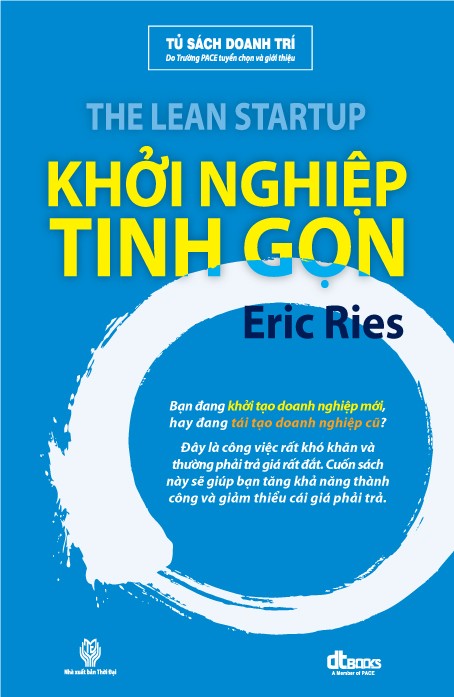 TỦ SÁCH DOANH TRÍ
Do Trường PACE tuyển chọn và giới thiệu
THE LEAN STARTUP
KHỞI NGHIỆP
TINH GỌN
Eric Ries
Bạn đang khởi tạo doanh nghiệp mới,
hay đang tái tạo doanh nghiệp cũ?
Đây là công việc rất khó khăn và
thường phải trả giá rất đắt. Cuốn sách
này sẽ giúp bạn tăng khả năng thành
công và giảm thiểu cái giá phải trả.
Nhà xuất bản Thời Đại
dtBOOKS
A Member of PACE